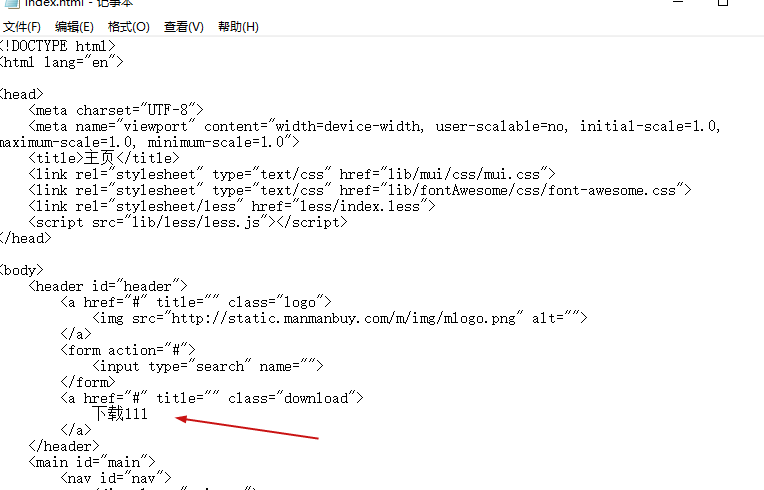 index.html - 记事本
文件(F) 编辑(E) 格式(O) 查看(V) 帮助(H)
<!DOCTYPE html>
<html lang="en">
<head>
<meta charset="UTF-8">
<meta name="viewport" content="width=device-width, user-scalable=no, initial-scale=1.0,
maximum-scale=1.0, minimum-scale=1.0">
<title>主页</title>
<link rel="stylesheet" type="text/css" href="lib/mui/css/mui.css">
<link rel="stylesheet" type="text/css" href="lib/fontAwesome/css/font-awesome.css">
<link rel="stylesheet/less" href="less/index.less">
<script src="lib/less/less.js"></script>
</head>
<body>
<header id="header">
<a href="#" title="" class="logo">
<img src="http://static.manmanbuy.com/m/img/mlogo.png" alt="">
</a>
<form action="#">
<input type="search" name="">
</form>
<a href="#" title="" class="download">
下载111
</a>
</header>
<main id="main">
<nav id="nav">